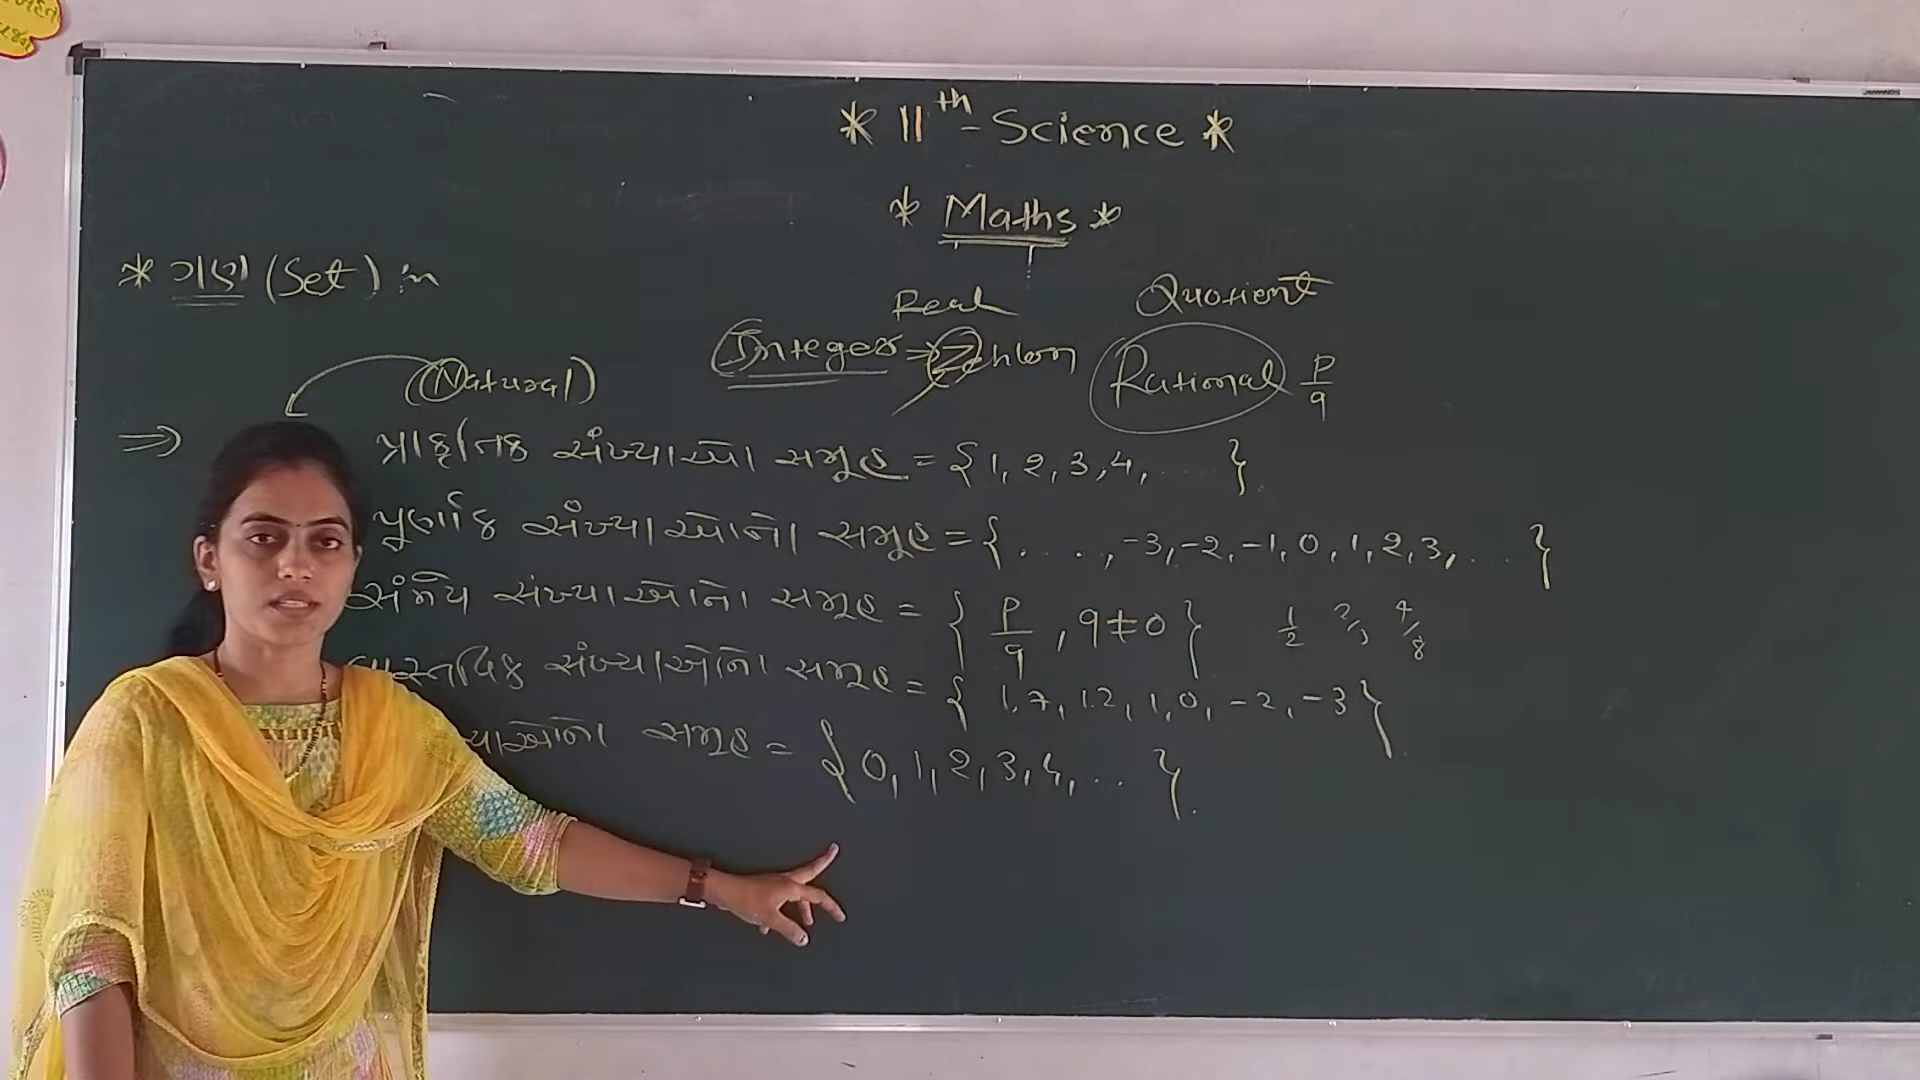 * 11th - Science *
* Maths *
* ગણ (Set) :-
Real
Quotient
(Natural)
Integer ⇒ Zehlen
Rational p/q
⇒
પ્રાકૃતિક સંખ્યાઓનો સમૂહ = {1, 2, 3, 4, .... }
પૂર્ણાંક સંખ્યાઓનો સમૂહ = { ....., -3, -2, -1, 0, 1, 2, 3, .... }
સંમેય સંખ્યાઓનો સમૂહ = { p/q , q ≠ 0 } 1/2 2/3 4/8
વાસ્તવિક સંખ્યાઓનો સમૂહ = { 1.7, 1.2, 1, 0, -2, -3 }
સમૂહ = { 0, 1, 2, 3, 4, ... }